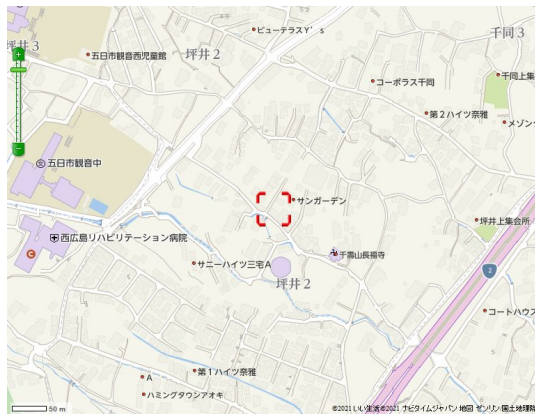 ビューテラスY's
千同3
坪井3
五日市観音西児童館
坪井2
千同上集
コーポラス千同
第2ハイツ奈雅
メゾン
五日市観音中
サンガーデン
坪井上集会所
西広島リハビリテーション病院
千壽山長福寺
サニーハイツ三宅A
2
坪井2
コートハウス
第1ハイツ奈雅
A
ハミングタウンアオキ
50 m
©2021 いい生活 ©2021 ナビタイムジャパン 地図 ゼンリン/国土地理院